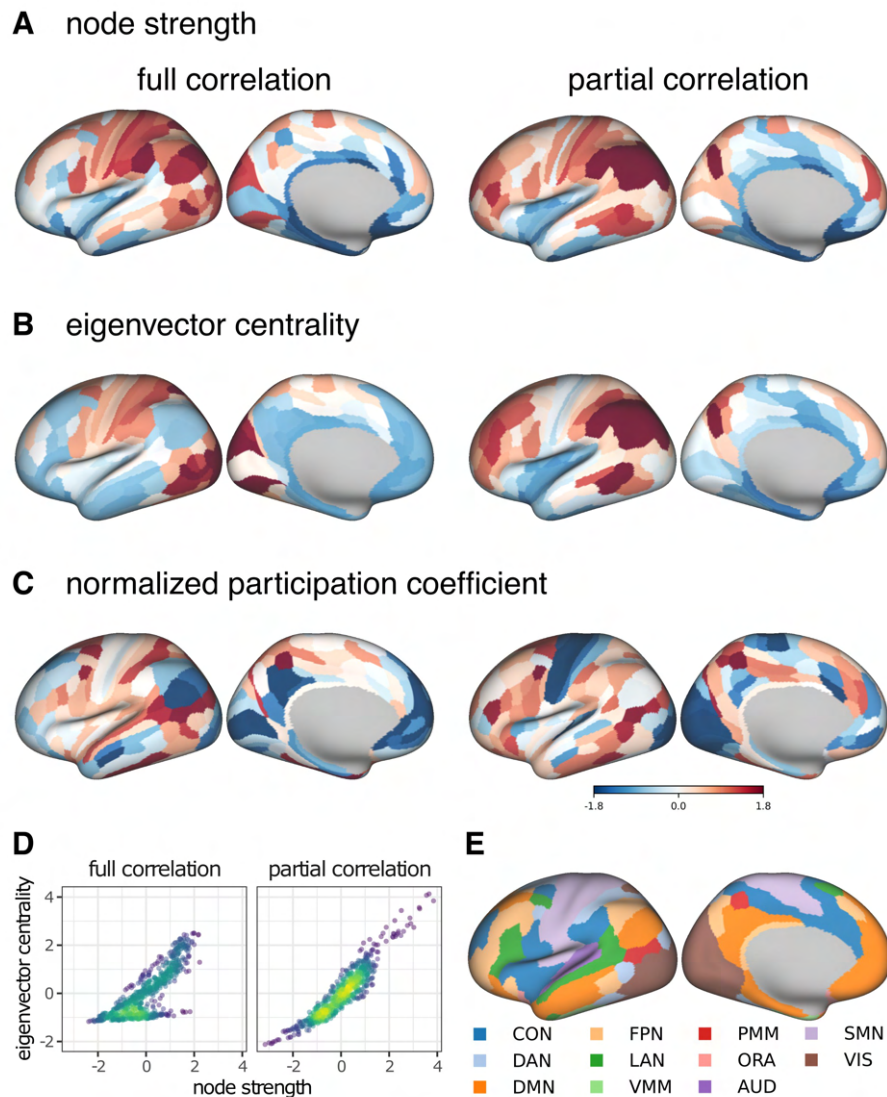 A node strength
full correlation partial correlation
B eigenvector centrality
C normalized participation coefficient
-1.8 0.0 1.8
D E
full correlation partial correlation
eigenvector centrality
4
2
0
-2
-2 0 2 4 -2 0 2 4
node strength
CON FPN PMM SMN
DAN LAN ORA VIS
DMN VMM AUD